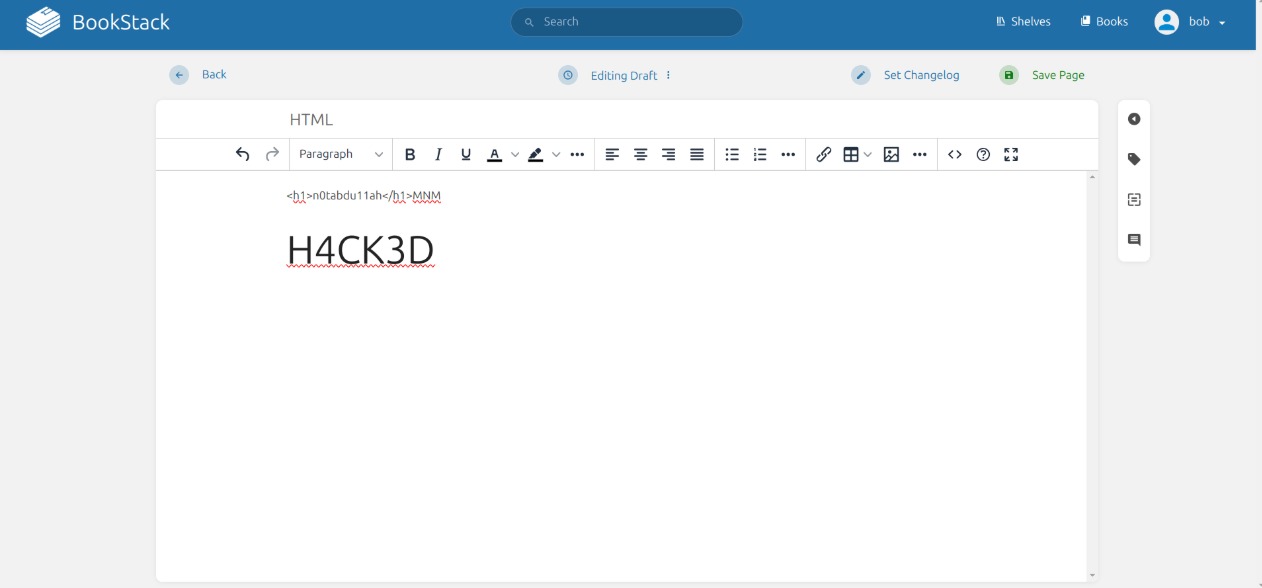 BookStack
Search
Shelves
Books
bob
Back
Editing Draft
Set Changelog
Save Page
HTML
Paragraph
B I U A
<h1>n0tabdu11ah</h1>MNM
H4CK3D